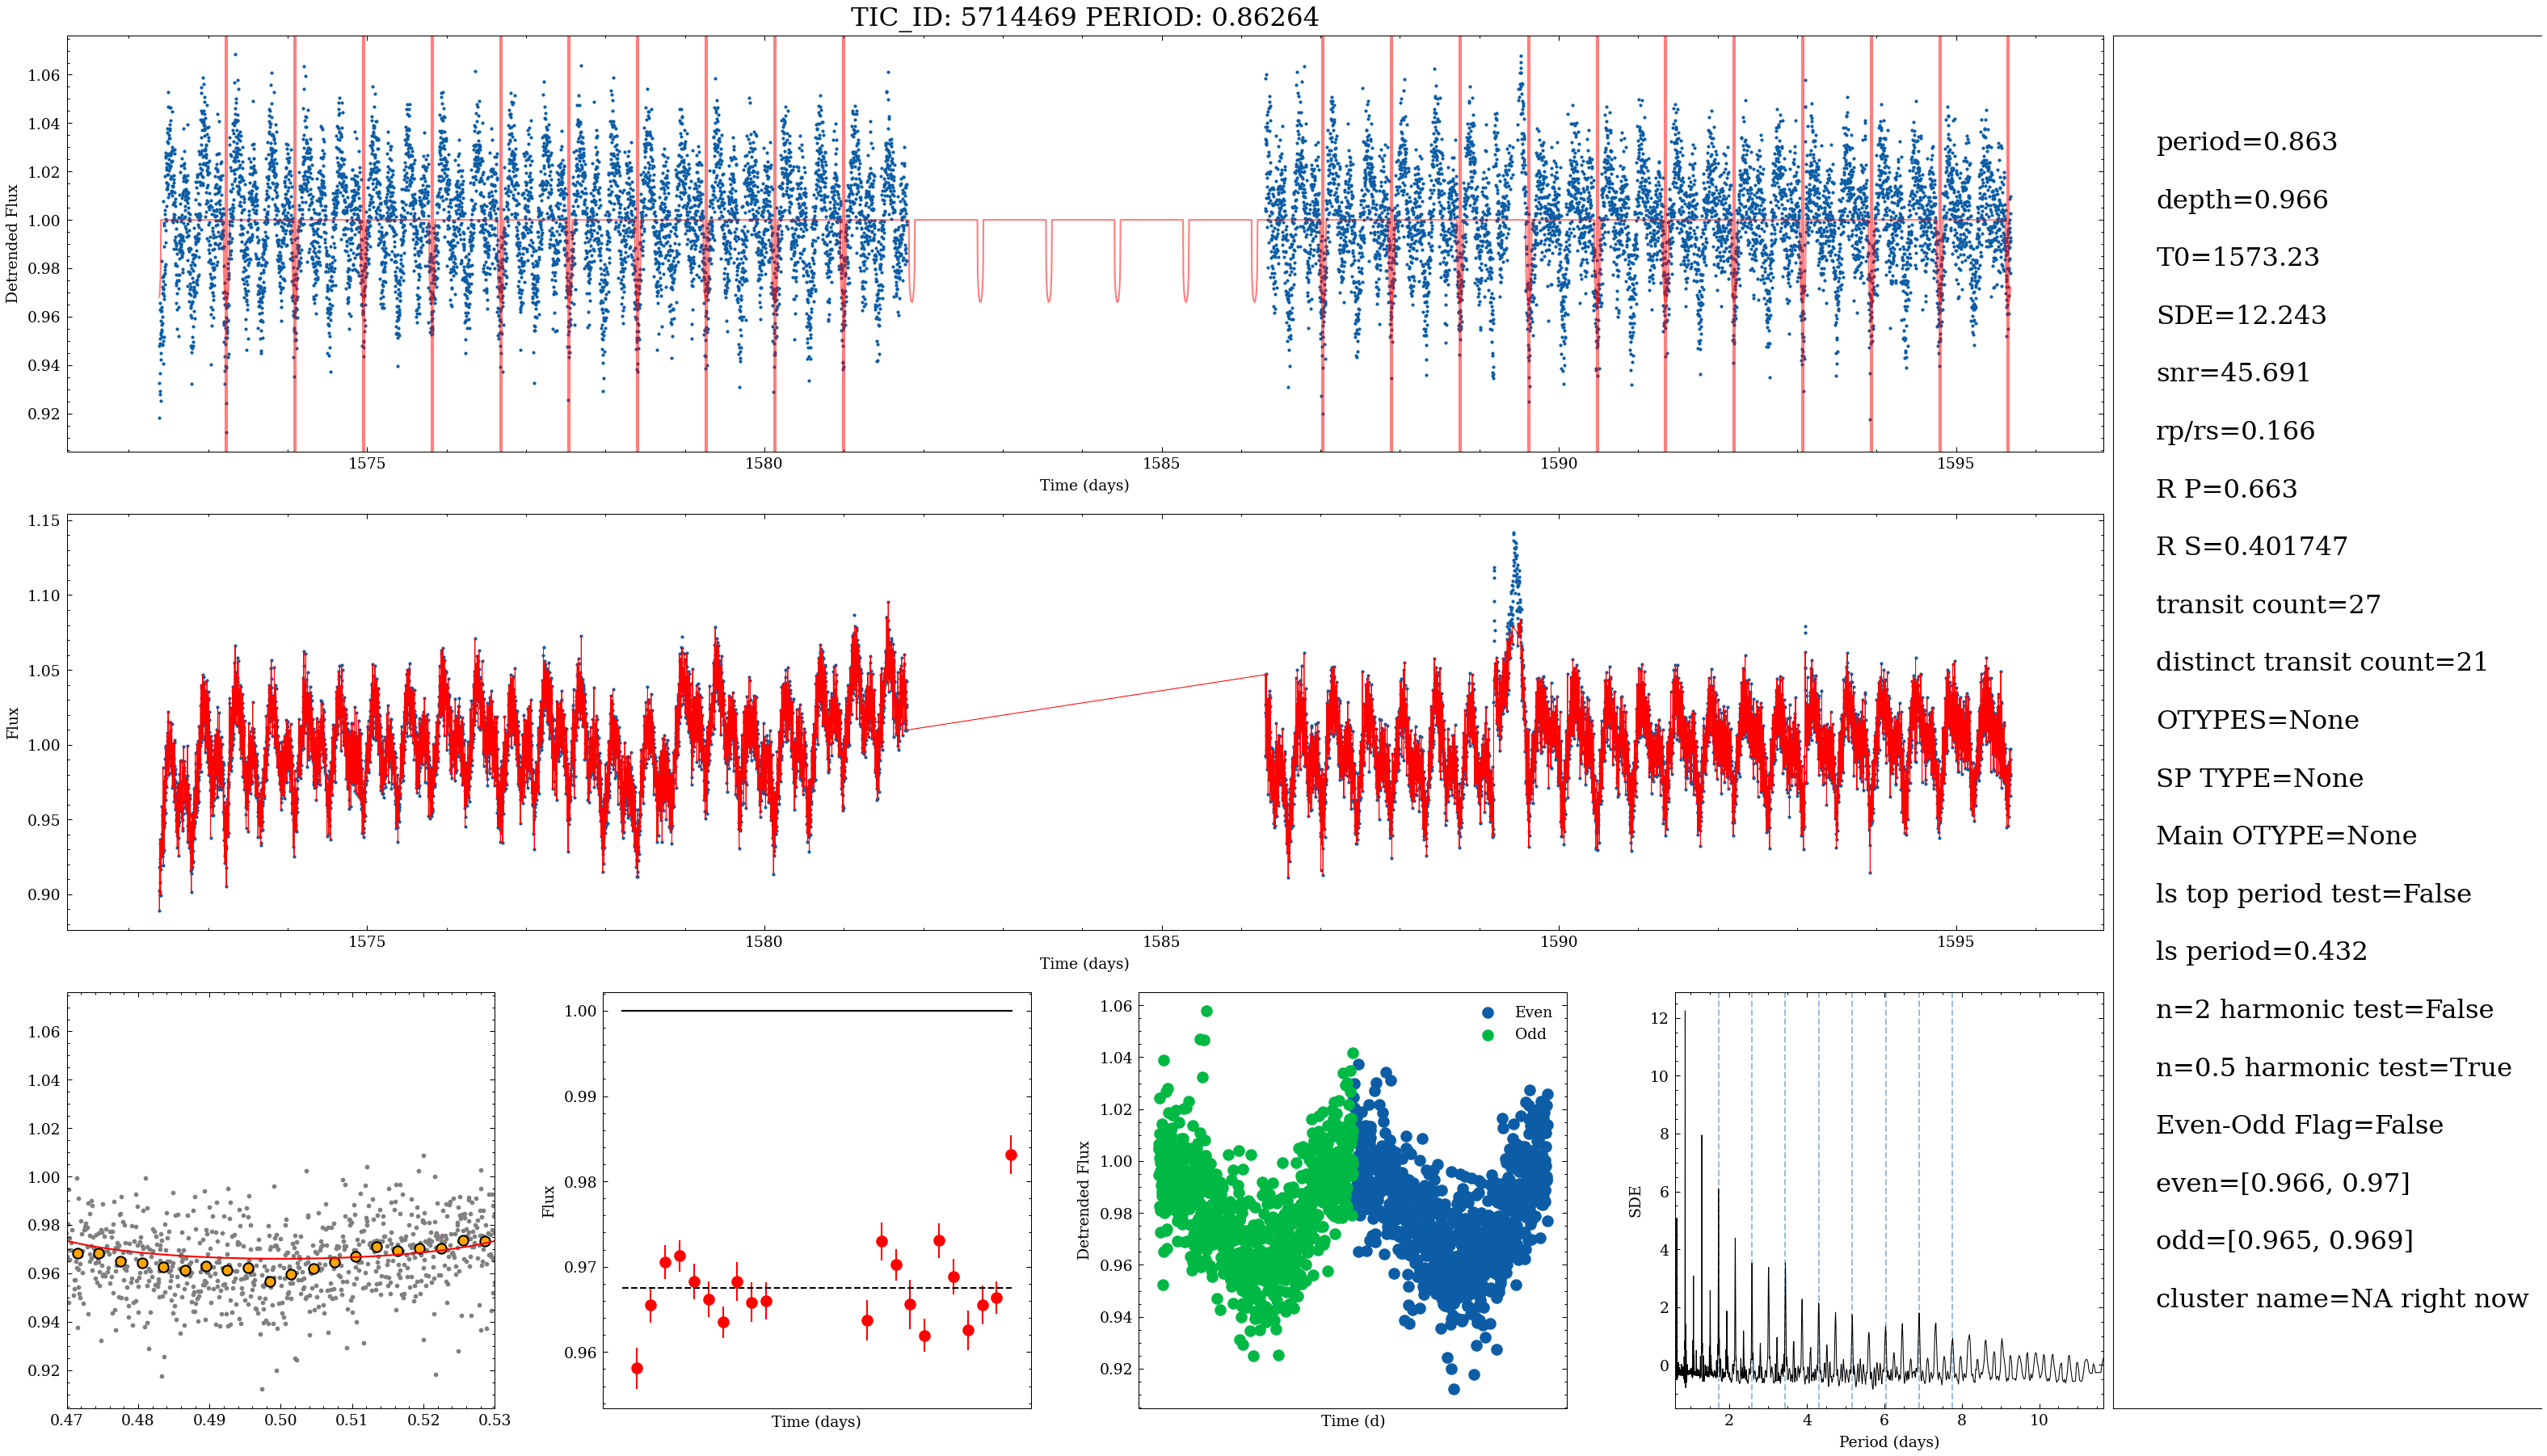 TIC_ID: 5714469 PERIOD: 0.86264
1.06
1.04
1.02
1.00
0.98
0.96
0.94
0.92
Detrended Flux
1575
1580
1585
1590
1595
Time (days)
1.15
1.10
1.05
1.00
0.95
0.90
Flux
1575
1580
1585
1590
1595
Time (days)
1.06
1.04
1.02
1.00
0.98
0.96
0.94
0.92
0.47
0.48
0.49
0.50
0.51
0.52
0.53
1.00
0.99
0.98
0.97
0.96
Flux
Time (days)
1.06
1.04
1.02
1.00
0.98
0.96
0.94
0.92
Detrended Flux
Even
Odd
Time (d)
12
10
8
6
4
2
0
SDE
2
4
6
8
10
Period (days)
period=0.863
depth=0.966
T0=1573.23
SDE=12.243
snr=45.691
rp/rs=0.166
R P=0.663
R S=0.401747
transit count=27
distinct transit count=21
OTYPES=None
SP TYPE=None
Main OTYPE=None
ls top period test=False
ls period=0.432
n=2 harmonic test=False
n=0.5 harmonic test=True
Even-Odd Flag=False
even=[0.966, 0.97]
odd=[0.965, 0.969]
cluster name=NA right now